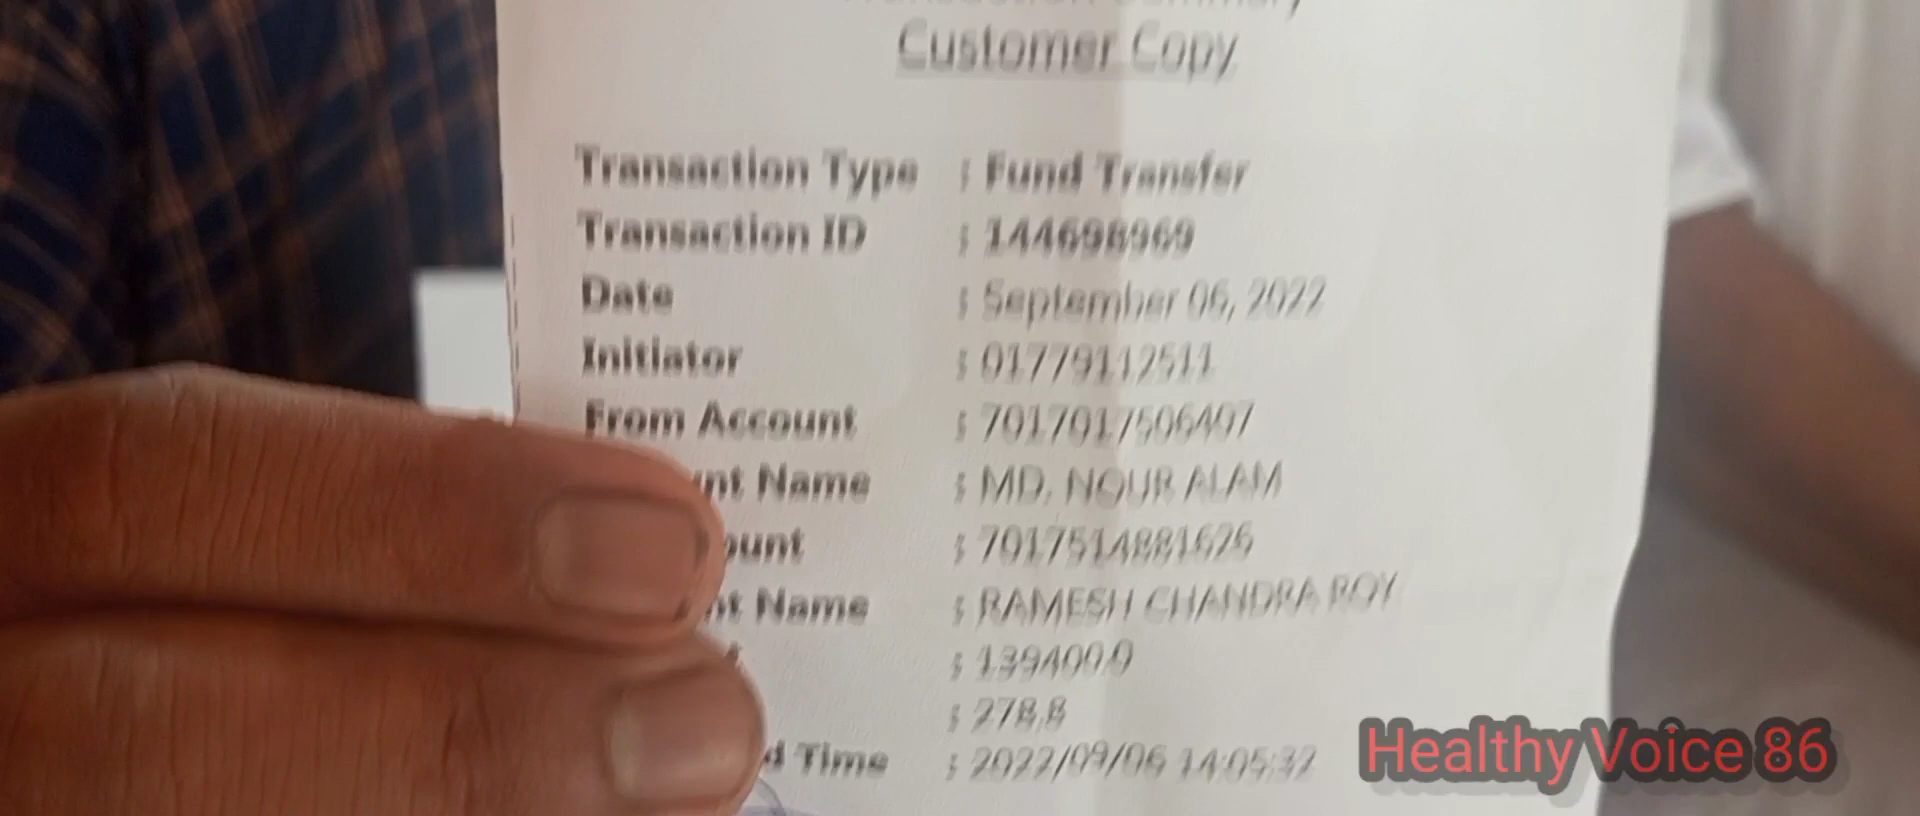 Customer Copy
Transaction Type : Fund Transfer
Transaction ID : 144698969
Date : September 06, 2022
Initiator : 01779112511
From Account : 7017017506407
nt Name : MD. NOUR ALAM
ount : 7017514881626
nt Name : RAMESH CHANDRA ROY
: 139400.0
: 278.8
d Time : 2022/09/06 14:05:32
Healthy Voice 86